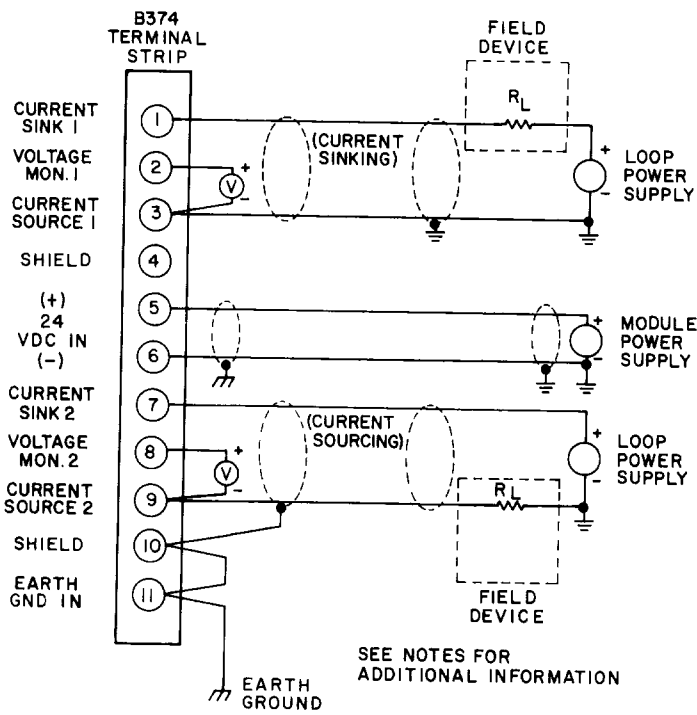 B374
TERMINAL
STRIP
FIELD
DEVICE
RL
CURRENT
SINK 1
1
(CURRENT
SINKING)
+
-
LOOP
POWER
SUPPLY
VOLTAGE
MON. 1
2
+
V
-
CURRENT
SOURCE 1
3
SHIELD
4
(+)
24
VDC IN
(-)
5
6
+
-
MODULE
POWER
SUPPLY
CURRENT
SINK 2
7
(CURRENT
SOURCING)
+
-
LOOP
POWER
SUPPLY
VOLTAGE
MON. 2
8
+
V
-
CURRENT
SOURCE 2
9
RL
SHIELD
10
EARTH
GND IN
11
FIELD
DEVICE
EARTH
GROUND
SEE NOTES FOR
ADDITIONAL INFORMATION